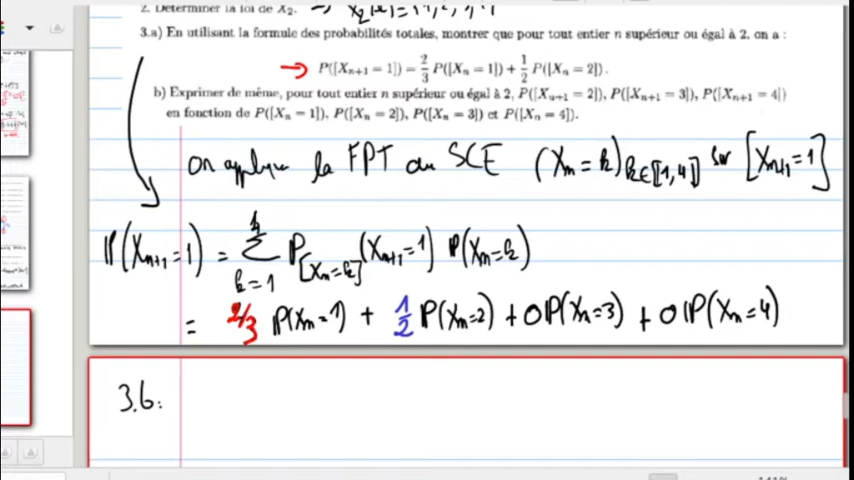 2. Determiner la loi de X₂. → X₂(Ω) =
3.a) En utilisant la formule des probabilités totales, montrer que pour tout entier n supérieur ou égal à 2, on a :
→ P([Xₙ₊₁ = 1]) = 2/3 P([Xₙ = 1]) + 1/2 P([Xₙ = 2]).
b) Exprimer de même, pour tout entier n supérieur ou égal à 2, P([Xₙ₊₁ = 2]), P([Xₙ₊₁ = 3]), P([Xₙ₊₁ = 4])
en fonction de P([Xₙ = 1]), P([Xₙ = 2]), P([Xₙ = 3]) et P([Xₙ = 4]).
On applique la FPT au SCE (Xₙ = k)ₖ∈⟦1,4⟧ sur [Xₙ₊₁ = 1]
P(Xₙ₊₁ = 1) = ∑_{k=1}^{4} P_{[Xₙ=k]}(Xₙ₊₁ = 1) P(Xₙ = k)
= 2/3 P(Xₙ = 1) + 1/2 P(Xₙ = 2) + 0 P(Xₙ = 3) + 0 P(Xₙ = 4)
3.b: